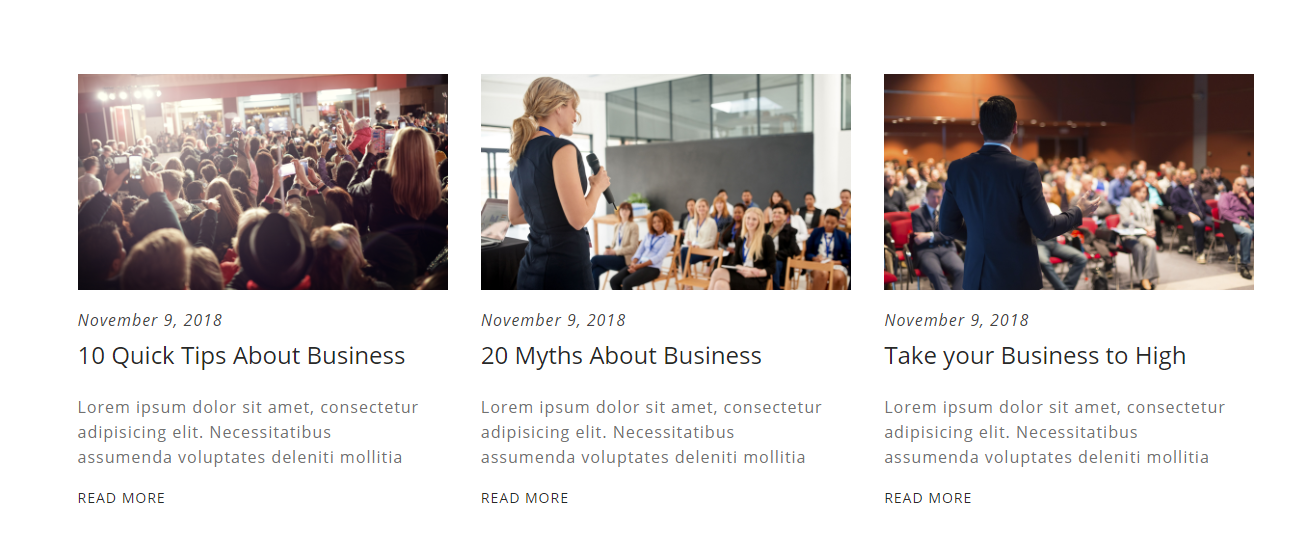 November 9, 2018
10 Quick Tips About Business
Lorem ipsum dolor sit amet, consectetur
adipisicing elit. Necessitatibus
assumenda voluptates deleniti mollitia
READ MORE
November 9, 2018
20 Myths About Business
Lorem ipsum dolor sit amet, consectetur
adipisicing elit. Necessitatibus
assumenda voluptates deleniti mollitia
READ MORE
November 9, 2018
Take your Business to High
Lorem ipsum dolor sit amet, consectetur
adipisicing elit. Necessitatibus
assumenda voluptates deleniti mollitia
READ MORE